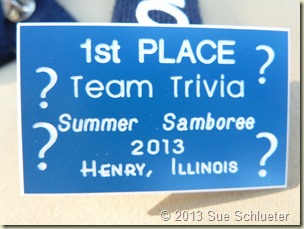 1st PLACE
? Team Trivia ?
Summer Samboree
? 2013 ?
HENRY, ILLINOIS
© 2013 Sue Schlueter